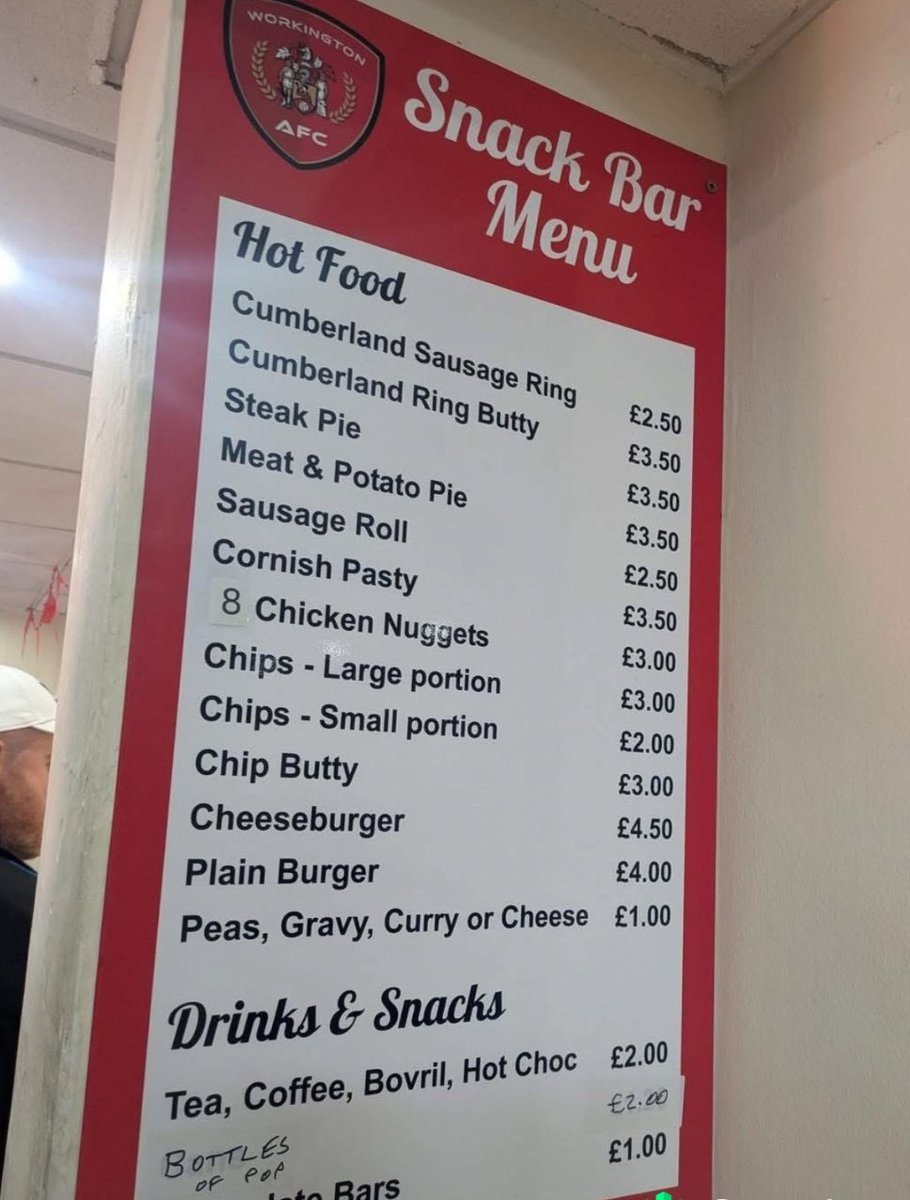 WORKINGTON
AFC
Snack Bar
Menu
Hot Food
Cumberland Sausage Ring £2.50
Cumberland Ring Butty £3.50
Steak Pie £3.50
Meat & Potato Pie £3.50
Sausage Roll £2.50
Cornish Pasty £3.50
8 Chicken Nuggets £3.00
Chips - Large portion £3.00
Chips - Small portion £2.00
Chip Butty £3.00
Cheeseburger £4.50
Plain Burger £4.00
Peas, Gravy, Curry or Cheese £1.00
Drinks & Snacks
Tea, Coffee, Bovril, Hot Choc £2.00
BOTTLES £2.00
OF POP
Bars £1.00